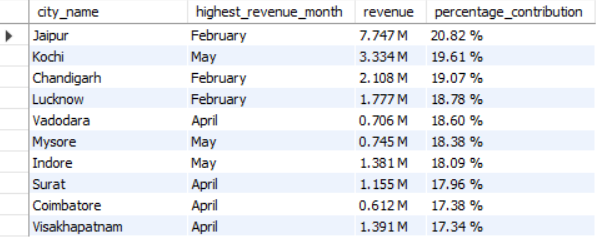 city_name highest_revenue_month revenue percentage_contribution
Jaipur February 7.747 M 20.82 %
Kochi May 3.334 M 19.61 %
Chandigarh February 2.108 M 19.07 %
Lucknow February 1.777 M 18.78 %
Vadodara April 0.706 M 18.60 %
Mysore May 0.745 M 18.38 %
Indore May 1.381 M 18.09 %
Surat April 1.155 M 17.96 %
Coimbatore April 0.612 M 17.38 %
Visakhapatnam April 1.391 M 17.34 %